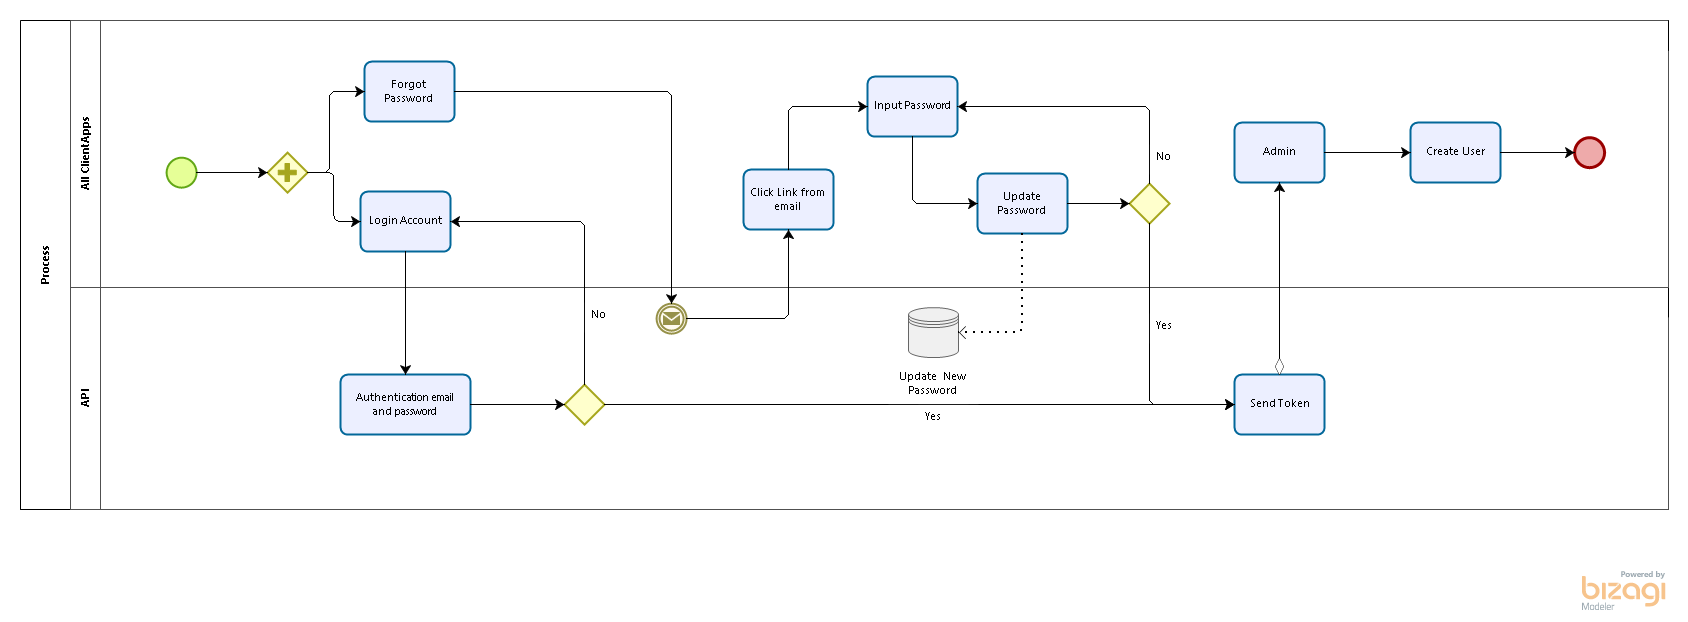 Process
All ClientApps
API
Forgot
Password
Login Account
Authentication email
and password
No
Yes
Click Link from
email
Input Password
Update
Password
Update New
Password
No
Yes
Send Token
Admin
Create User
Powered by
bizagi
Modeler